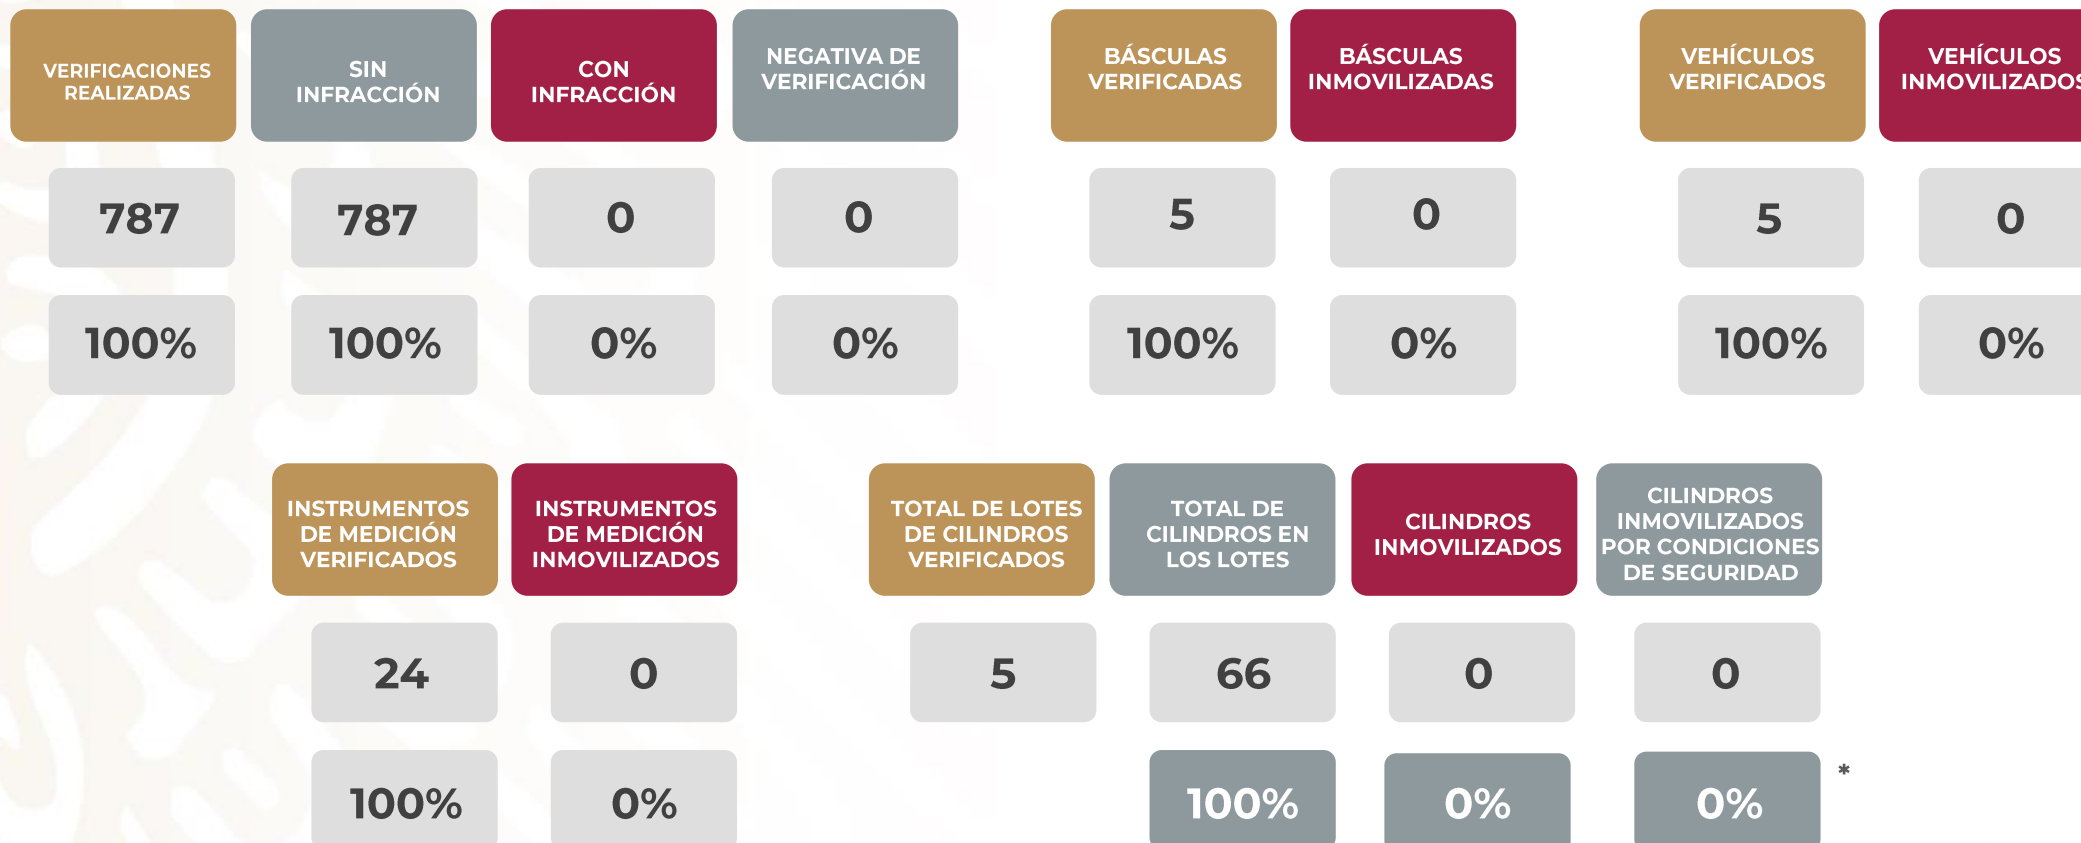 VERIFICACIONES
REALIZADAS
SIN
INFRACCIÓN
CON
INFRACCIÓN
NEGATIVA DE
VERIFICACIÓN
BÁSCULAS
VERIFICADAS
BÁSCULAS
INMOVILIZADAS
VEHÍCULOS
VERIFICADOS
VEHÍCULOS
INMOVILIZADOS
787
787
0
0
5
0
5
0
100%
100%
0%
0%
100%
0%
100%
0%
INSTRUMENTOS
DE MEDICIÓN
VERIFICADOS
INSTRUMENTOS
DE MEDICIÓN
INMOVILIZADOS
TOTAL DE LOTES
DE CILINDROS
VERIFICADOS
TOTAL DE
CILINDROS EN
LOS LOTES
CILINDROS
INMOVILIZADOS
CILINDROS
INMOVILIZADOS
POR CONDICIONES
DE SEGURIDAD
24
0
5
66
0
0
100%
0%
100%
0%
0%
*